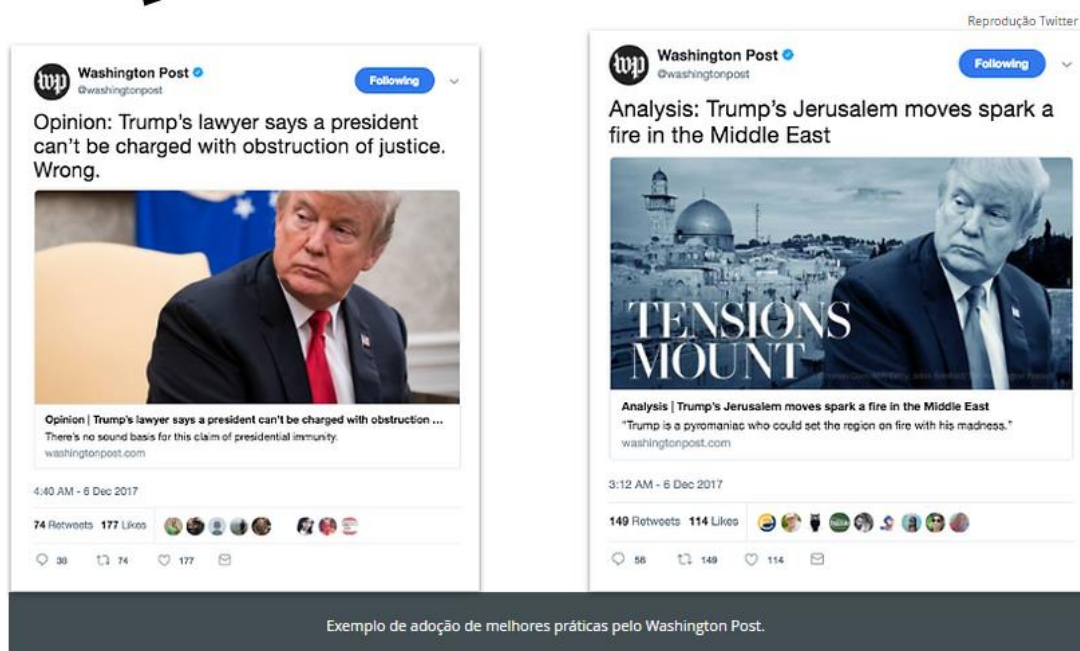 Reprodução Twitter
wp
Washington Post
@washingtonpost
Following
Opinion: Trump's lawyer says a president
can't be charged with obstruction of justice.
Wrong.
Opinion | Trump's lawyer says a president can't be charged with obstruction ...
There's no sound basis for this claim of presidential immunity.
washingtonpost.com
4:40 AM - 6 Dec 2017
74 Retweets 177 Likes
38 74 177
wp
Washington Post
@washingtonpost
Following
Analysis: Trump's Jerusalem moves spark a
fire in the Middle East
TENSIONS
MOUNT
Analysis | Trump's Jerusalem moves spark a fire in the Middle East
"Trump is a pyromaniac who could set the region on fire with his madness."
washingtonpost.com
3:12 AM - 6 Dec 2017
149 Retweets 114 Likes
56 149 114
Exemplo de adoção de melhores práticas pelo Washington Post.